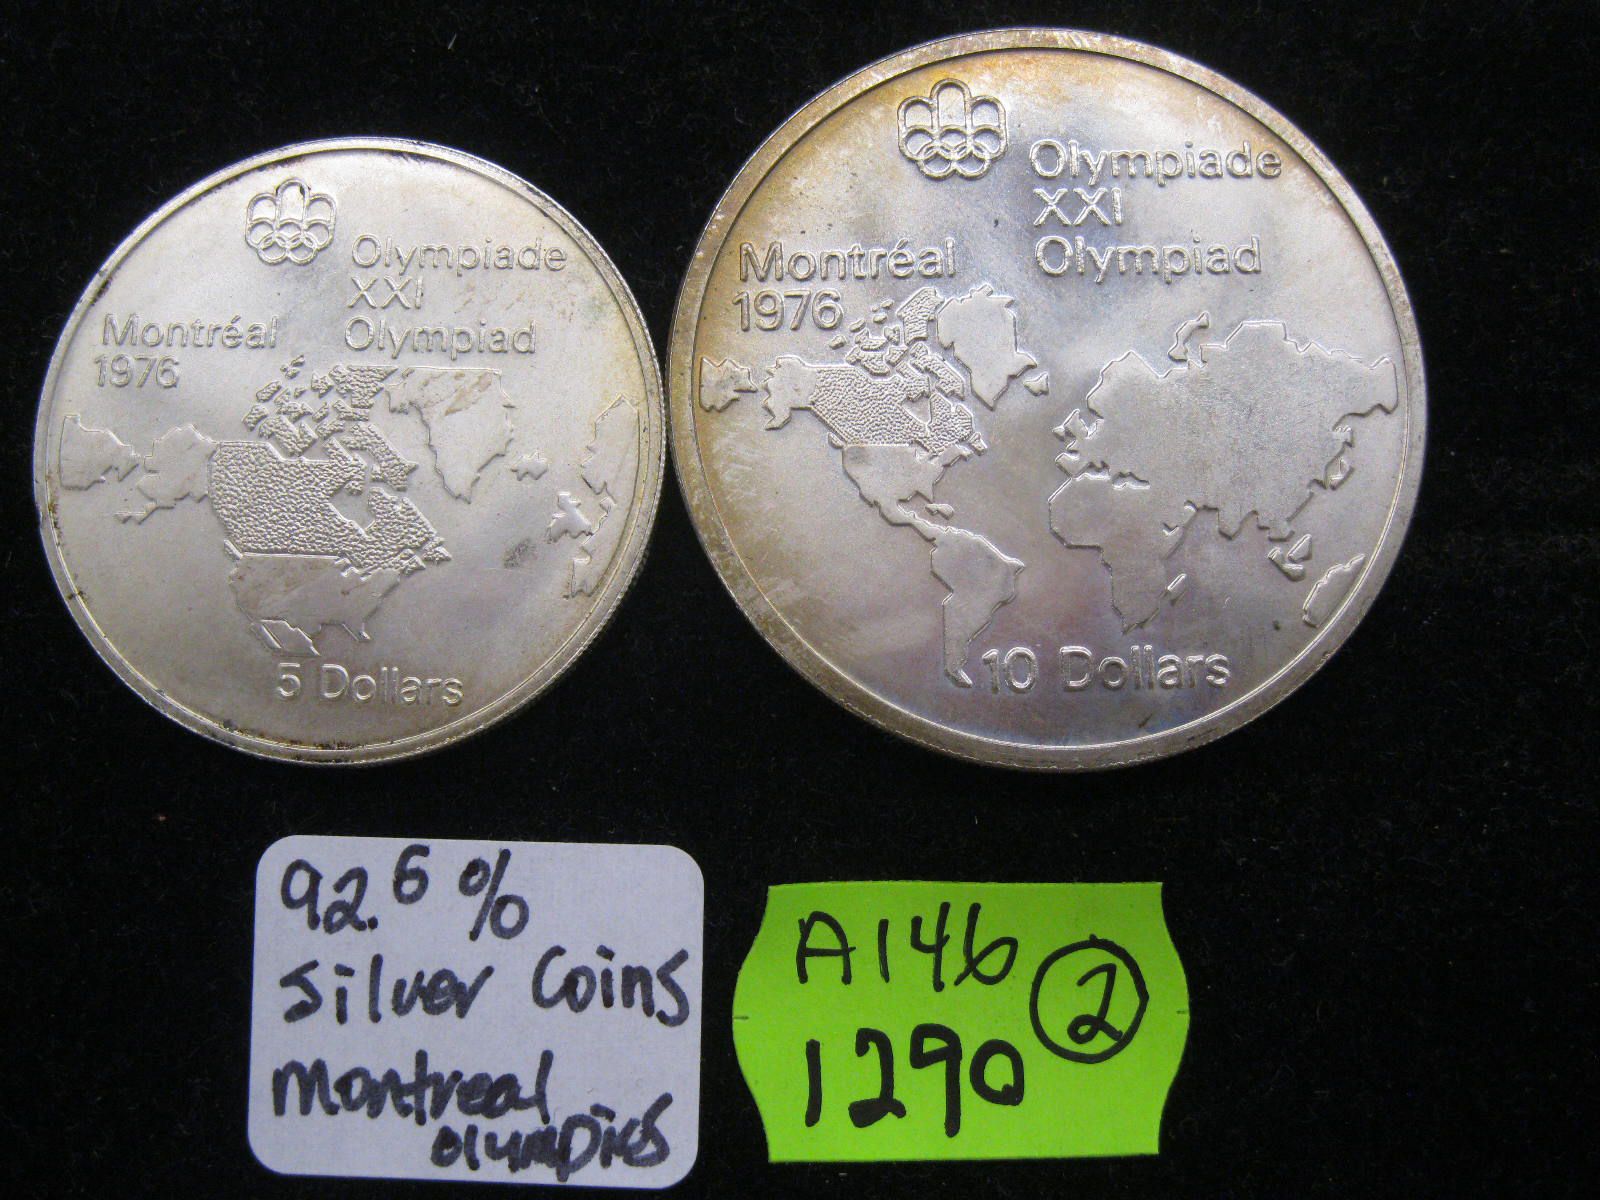 Olympiade
XXI
Olympiad
Montréal
1976
5 Dollars
Olympiade
XXI
Olympiad
Montréal
1976
10 Dollars
92.6%
silver Coins
montreal
olympics
A146
1290
2